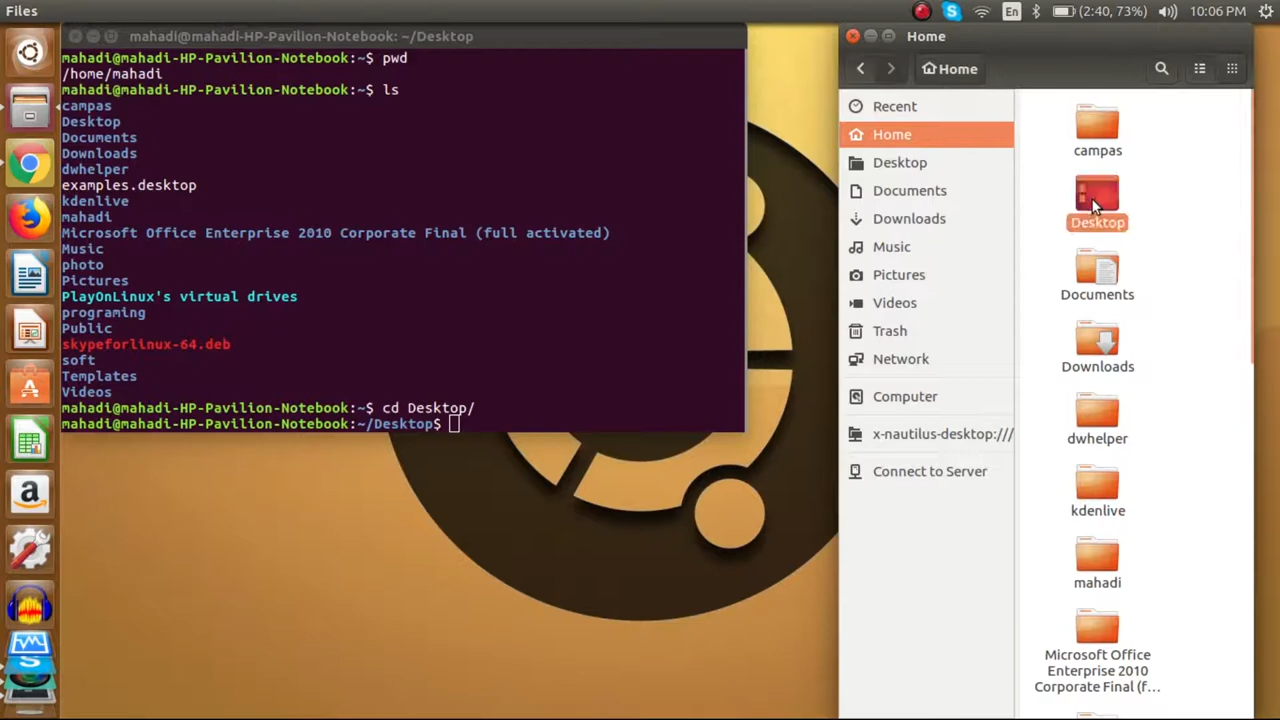 Files
En
(2:40, 73%)
10:06 PM
mahadi@mahadi-HP-Pavilion-Notebook: ~/Desktop
mahadi@mahadi-HP-Pavilion-Notebook:~$ pwd
/home/mahadi
mahadi@mahadi-HP-Pavilion-Notebook:~$ ls
campas
Desktop
Documents
Downloads
dwhelper
examples.desktop
kdenlive
mahadi
Microsoft Office Enterprise 2010 Corporate Final (full activated)
Music
photo
Pictures
PlayOnLinux's virtual drives
programing
Public
skypeforlinux-64.deb
soft
Templates
Videos
mahadi@mahadi-HP-Pavilion-Notebook:~$ cd Desktop/
mahadi@mahadi-HP-Pavilion-Notebook:~/Desktop$
Home
Home
Recent
Home
Desktop
Documents
Downloads
Music
Pictures
Videos
Trash
Network
Computer
x-nautilus-desktop:///
Connect to Server
campas
Desktop
Documents
Downloads
dwhelper
kdenlive
mahadi
Microsoft Office
Enterprise 2010
Corporate Final (f…